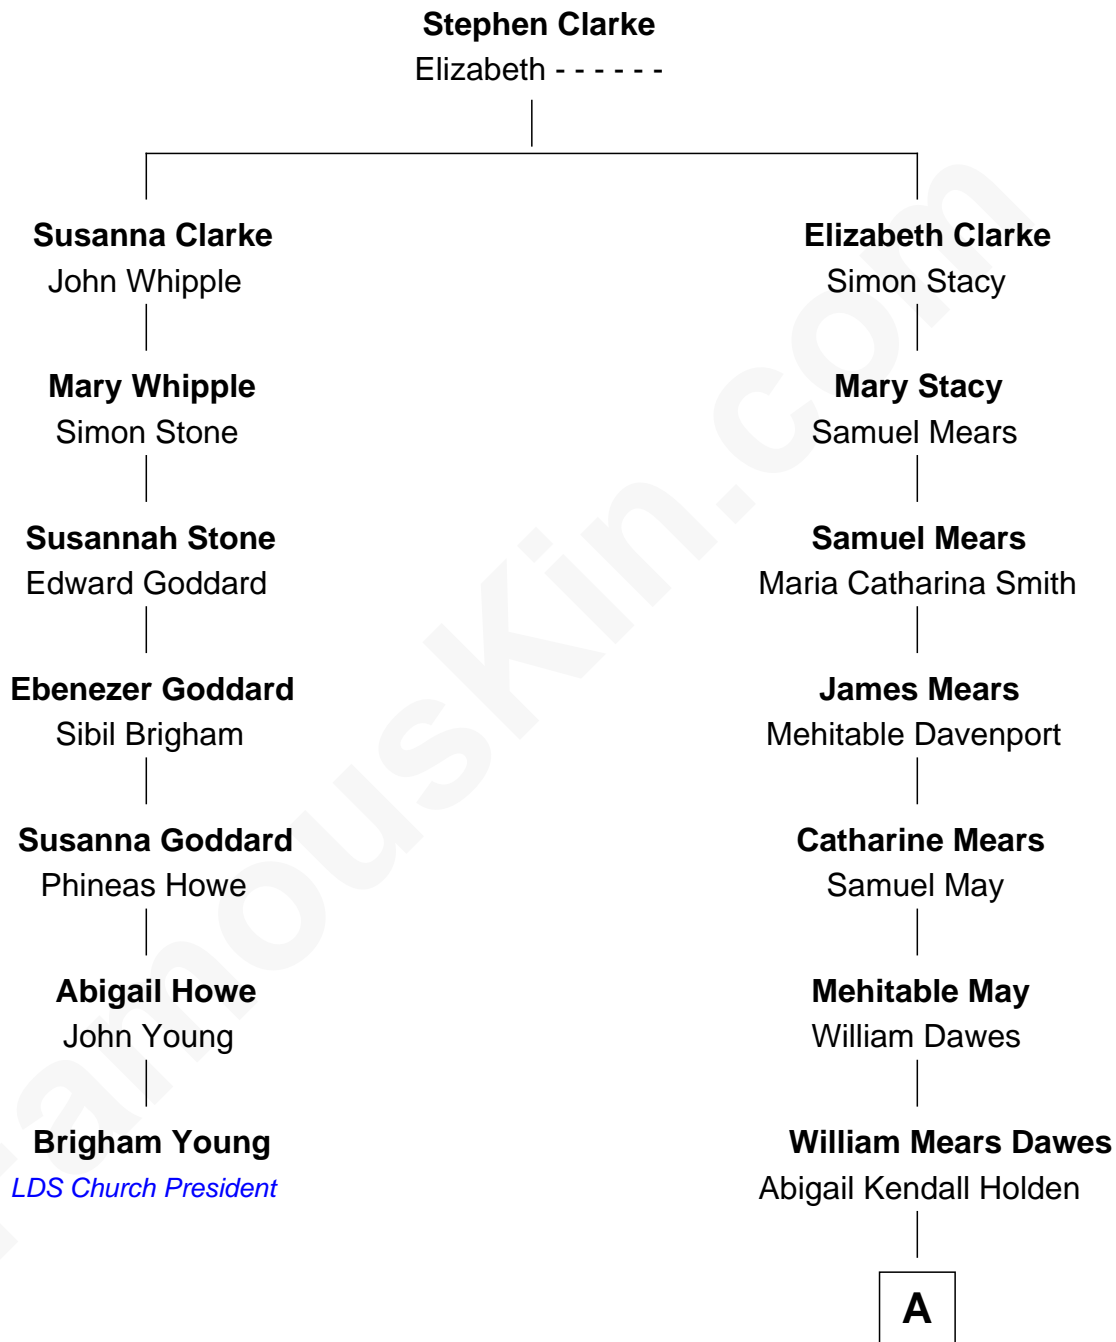 Stephen Clarke
Elizabeth - - - - - -
Susanna Clarke
John Whipple
Elizabeth Clarke
Simon Stacy
Mary Whipple
Simon Stone
Mary Stacy
Samuel Mears
Susannah Stone
Edward Goddard
Samuel Mears
Maria Catharina Smith
Ebenezer Goddard
Sibil Brigham
James Mears
Mehitable Davenport
Susanna Goddard
Phineas Howe
Catharine Mears
Samuel May
Abigail Howe
John Young
Mehitable May
William Dawes
Brigham Young
LDS Church President
William Mears Dawes
Abigail Kendall Holden
A
FamousKin.com